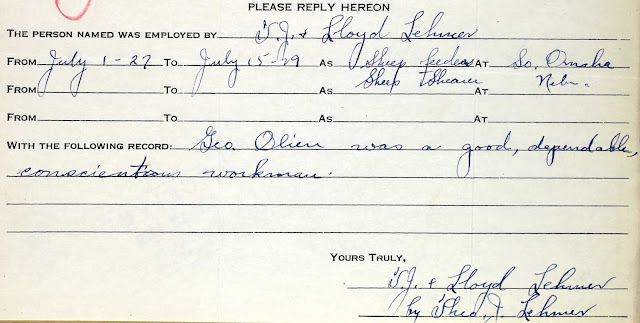 PLEASE REPLY HEREON
THE PERSON NAMED WAS EMPLOYED BY T.J. & Lloyd Lehmer
FROM July 1-27 TO July 15-29 AS Sheep feeders AT So. Omaha
FROM TO AS Sheep Shearer AT Nebr.
FROM TO AS AT
WITH THE FOLLOWING RECORD: Geo. Olien was a good, dependable,
conscientious workman.
YOURS TRULY,
T.J. & Lloyd Lehmer
by Theo. J. Lehmer